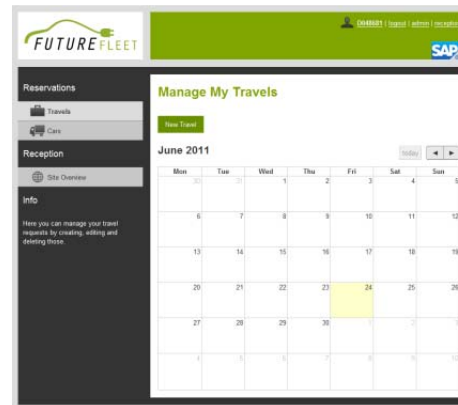 FUTURE FLEET
logout | admin |
SAP
Reservations
Travels
Cars
Reception
Site Overview
Info
Here you can manage your travel
requests by creating, editing and
deleting those.
Manage My Travels
New Travel
June 2011
today
Mon Tue Wed Thu Fri Sat Sun
30 31 1 2 3 4 5
6 7 8 9 10 11 12
13 14 15 16 17 18 19
20 21 22 23 24 25 26
27 28 29 30 1 2 3
4 5 6 7 8 9 10